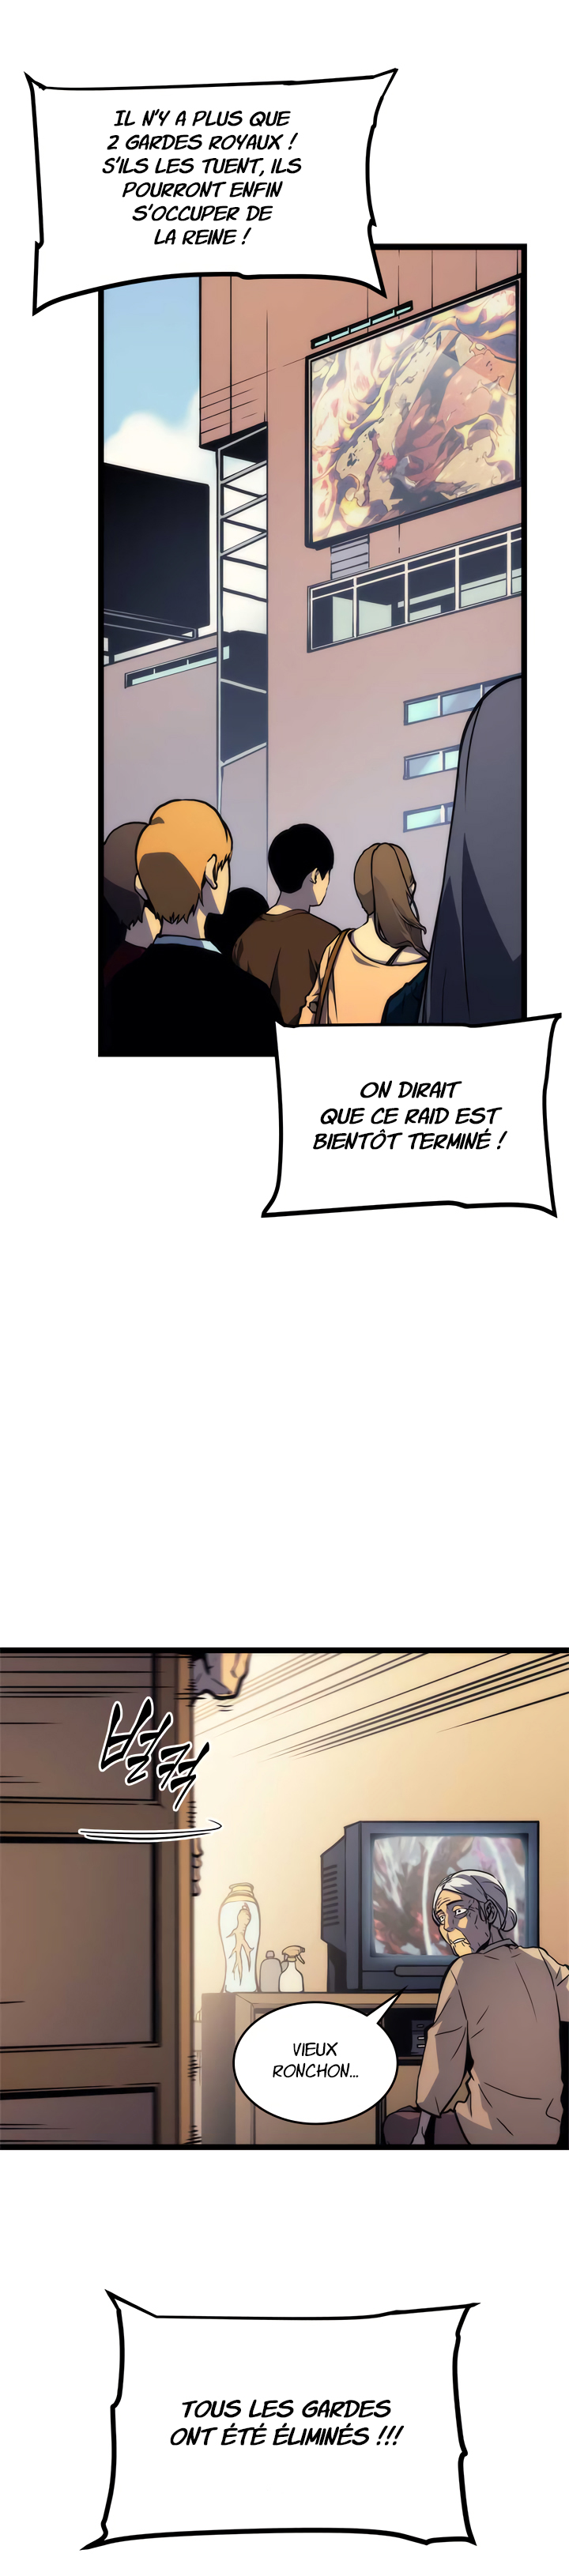 IL N'Y A PLUS QUE
2 GARDES ROYAUX !
S'ILS LES TUENT, ILS
POURRONT ENFIN
S'OCCUPER DE
LA REINE !
ON DIRAIT
QUE CE RAID EST
BIENTÔT TERMINÉ !
벌컥
VIEUX
RONCHON...
TOUS LES GARDES
ONT ÉTÉ ÉLIMINÉS !!!